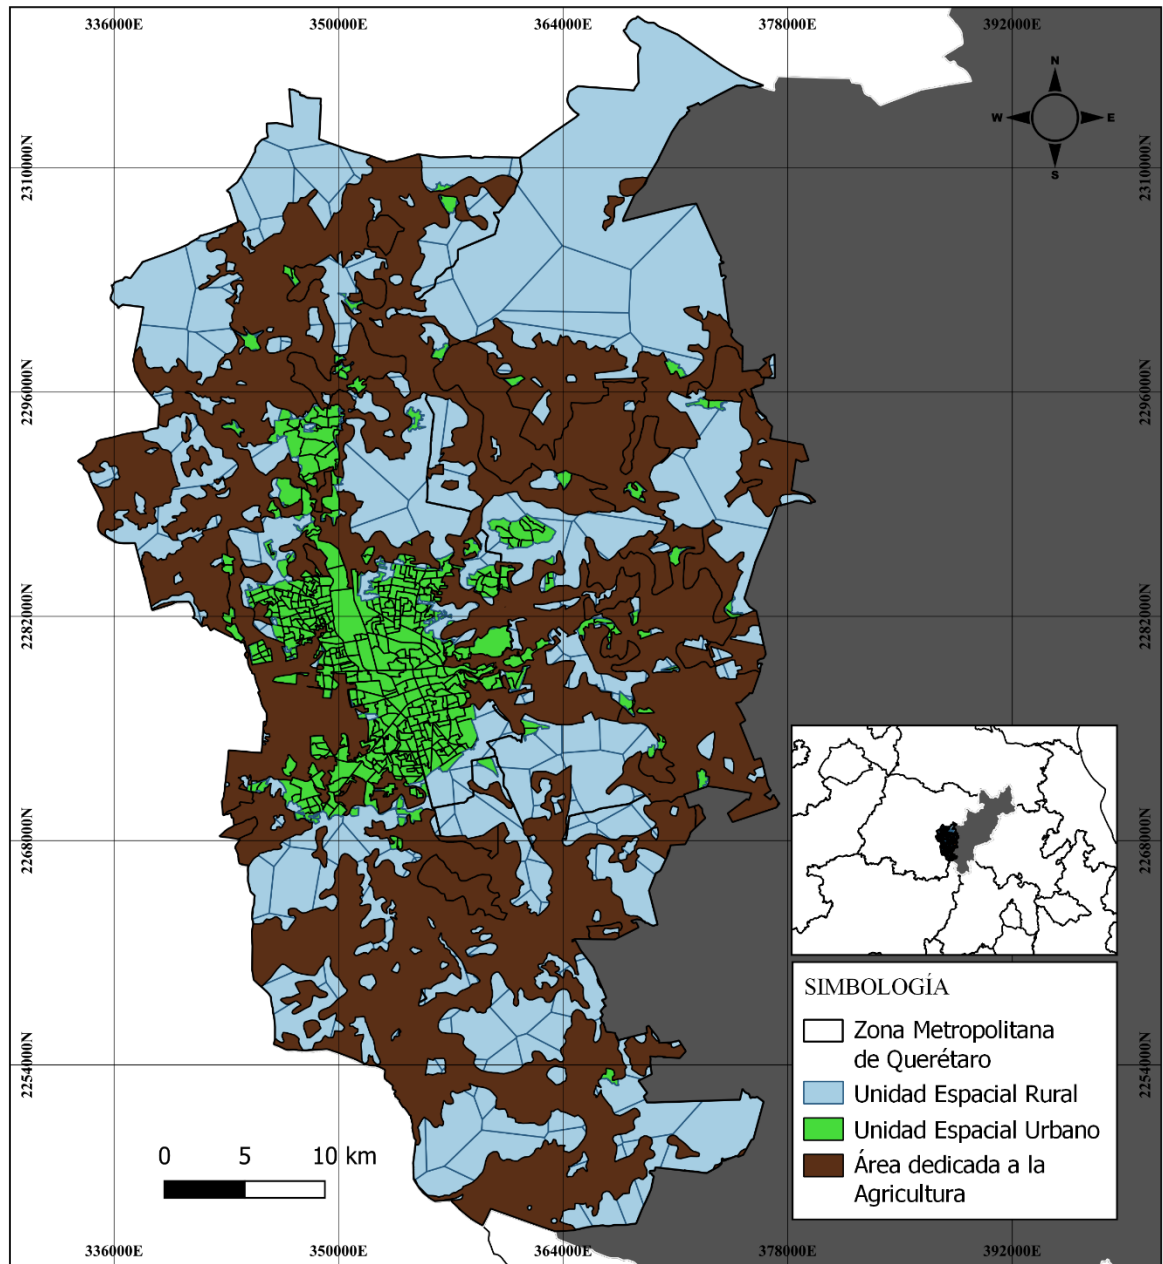 336000E 350000E 364000E 378000E 392000E
N
W E
S
2310000N 2310000N
2296000N 2296000N
2282000N 2282000N
2268000N 2268000N
2254000N 2254000N
SIMBOLOGÍA
Zona Metropolitana
de Querétaro
Unidad Espacial Rural
Unidad Espacial Urbano
Área dedicada a la
Agricultura
0 5 10 km
336000E 350000E 364000E 378000E 392000E